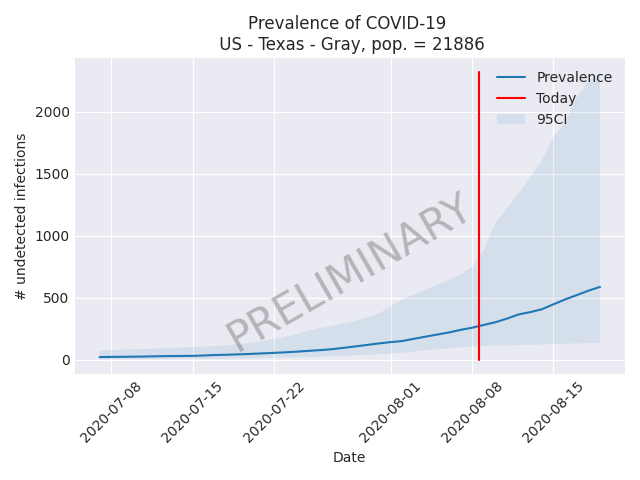 Prevalence of COVID-19
US - Texas - Gray, pop. = 21886
Prevalence
Today
95CI
# undetected infections
2000
1500
1000
500
0
PRELIMINARY
2020-07-08
2020-07-15
2020-07-22
2020-08-01
2020-08-08
2020-08-15
Date